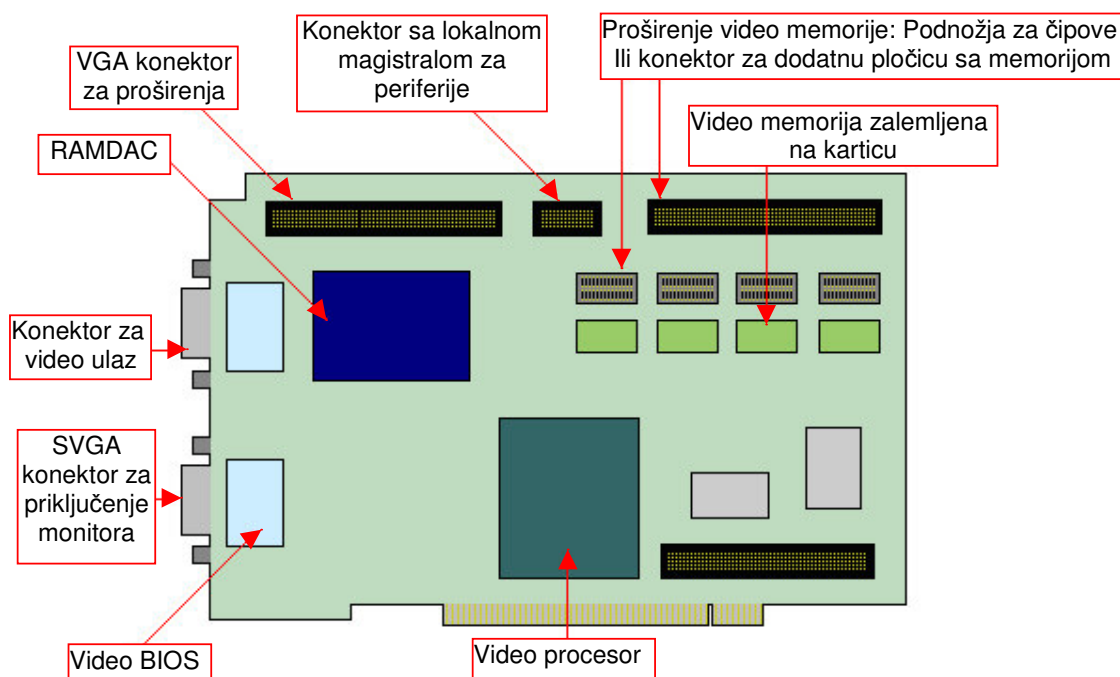 Konektor sa lokalnom
magistralom za
periferije
Proširenje video memorije: Podnožja za čipove
Ili konektor za dodatnu pločicu sa memorijom
VGA konektor
za proširenja
Video memorija zalemljena
na karticu
RAMDAC
Konektor za
video ulaz
SVGA
konektor za
priključenje
monitora
Video BIOS
Video procesor